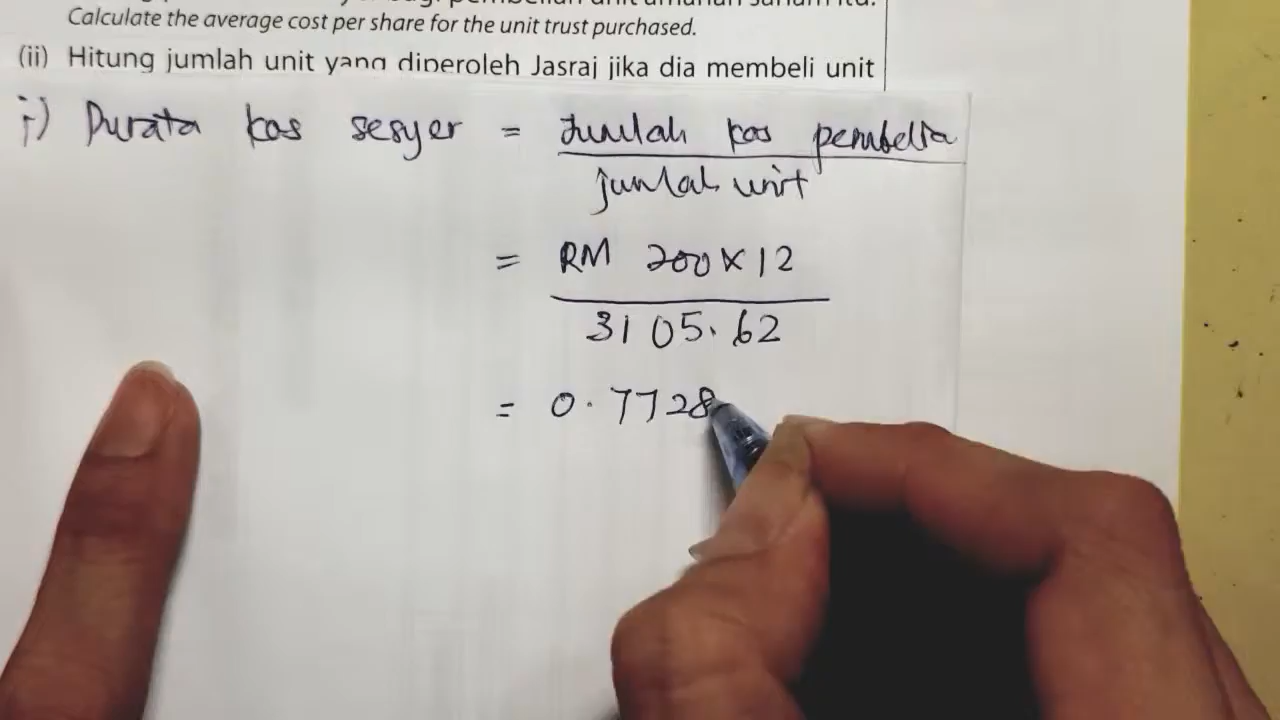 Calculate the average cost per share for the unit trust purchased.
(ii) Hitung jumlah unit yang diperoleh Jasraj jika dia membeli unit
i) Purata kos sesyer = Jumlah kos pembelia
jumlah unit
= RM 200 x 12
3105.62
= 0.7728